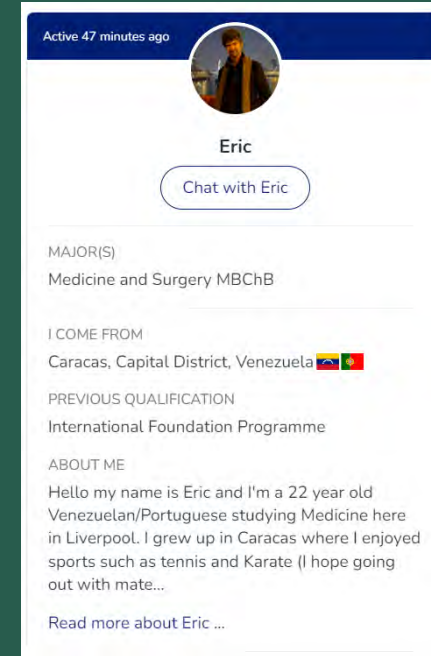 Active 47 minutes ago
Eric
Chat with Eric
MAJOR(S)
Medicine and Surgery MBChB
I COME FROM
Caracas, Capital District, Venezuela
PREVIOUS QUALIFICATION
International Foundation Programme
ABOUT ME
Hello my name is Eric and I'm a 22 year old
Venezuelan/Portuguese studying Medicine here
in Liverpool. I grew up in Caracas where I enjoyed
sports such as tennis and Karate (I hope going
out with mate...
Read more about Eric ...